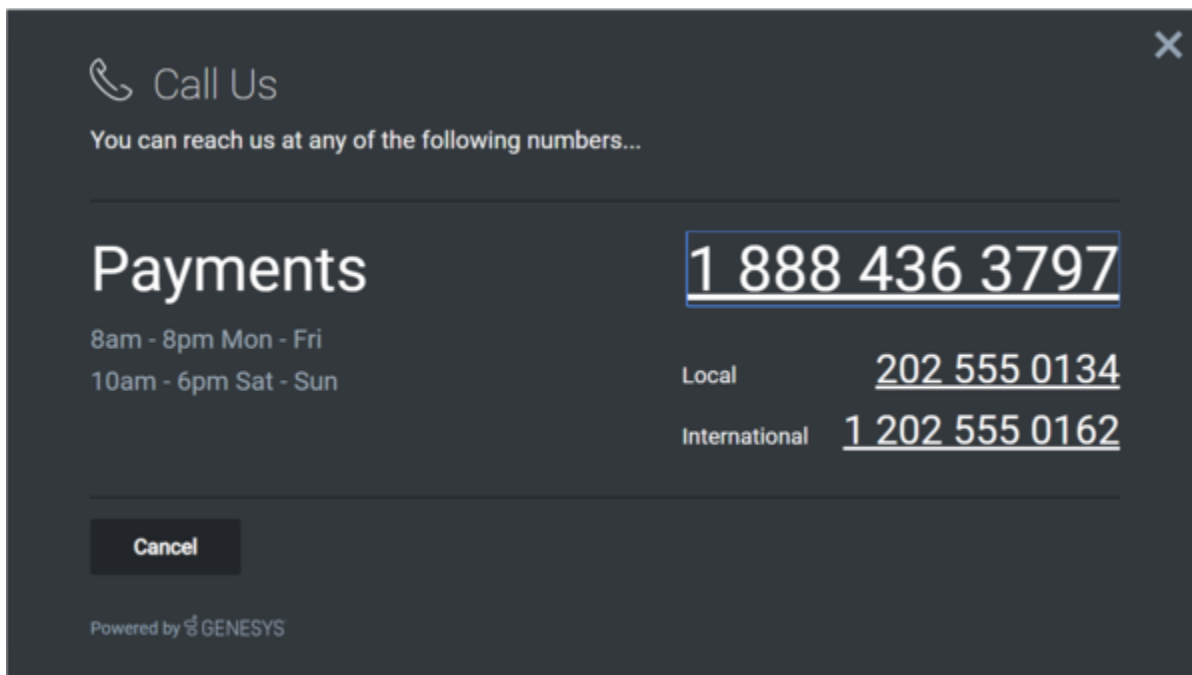 Call Us
You can reach us at any of the following numbers...
Payments
1 888 436 3797
8am - 8pm Mon - Fri
10am - 6pm Sat - Sun
Local 202 555 0134
International 1 202 555 0162
Cancel
Powered by GENESYS